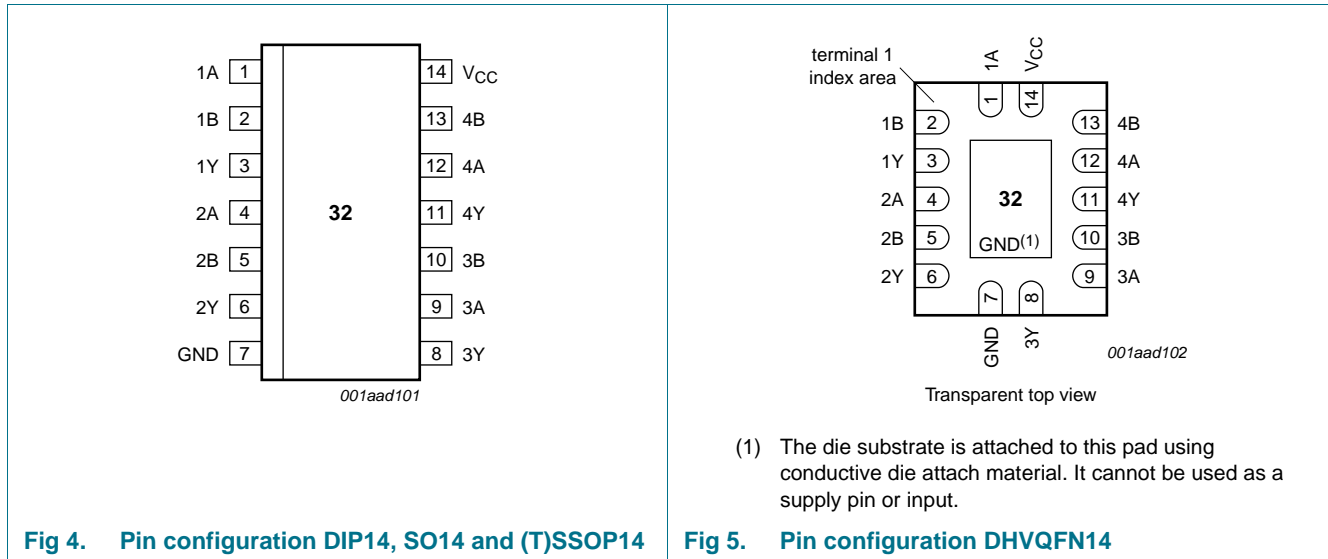 1A 1 14 VCC
1B 2 13 4B
1Y 3 12 4A
2A 4 32 11 4Y
2B 5 10 3B
2Y 6 9 3A
GND 7 8 3Y
001aad101
Fig 4. Pin configuration DIP14, SO14 and (T)SSOP14
terminal 1
index area
1A VCC
1 14
1B 2 13 4B
1Y 3 12 4A
2A 4 32 11 4Y
2B 5 GND(1) 10 3B
2Y 6 9 3A
7 8
GND 3Y
001aad102
Transparent top view
(1) The die substrate is attached to this pad using
conductive die attach material. It cannot be used as a
supply pin or input.
Fig 5. Pin configuration DHVQFN14